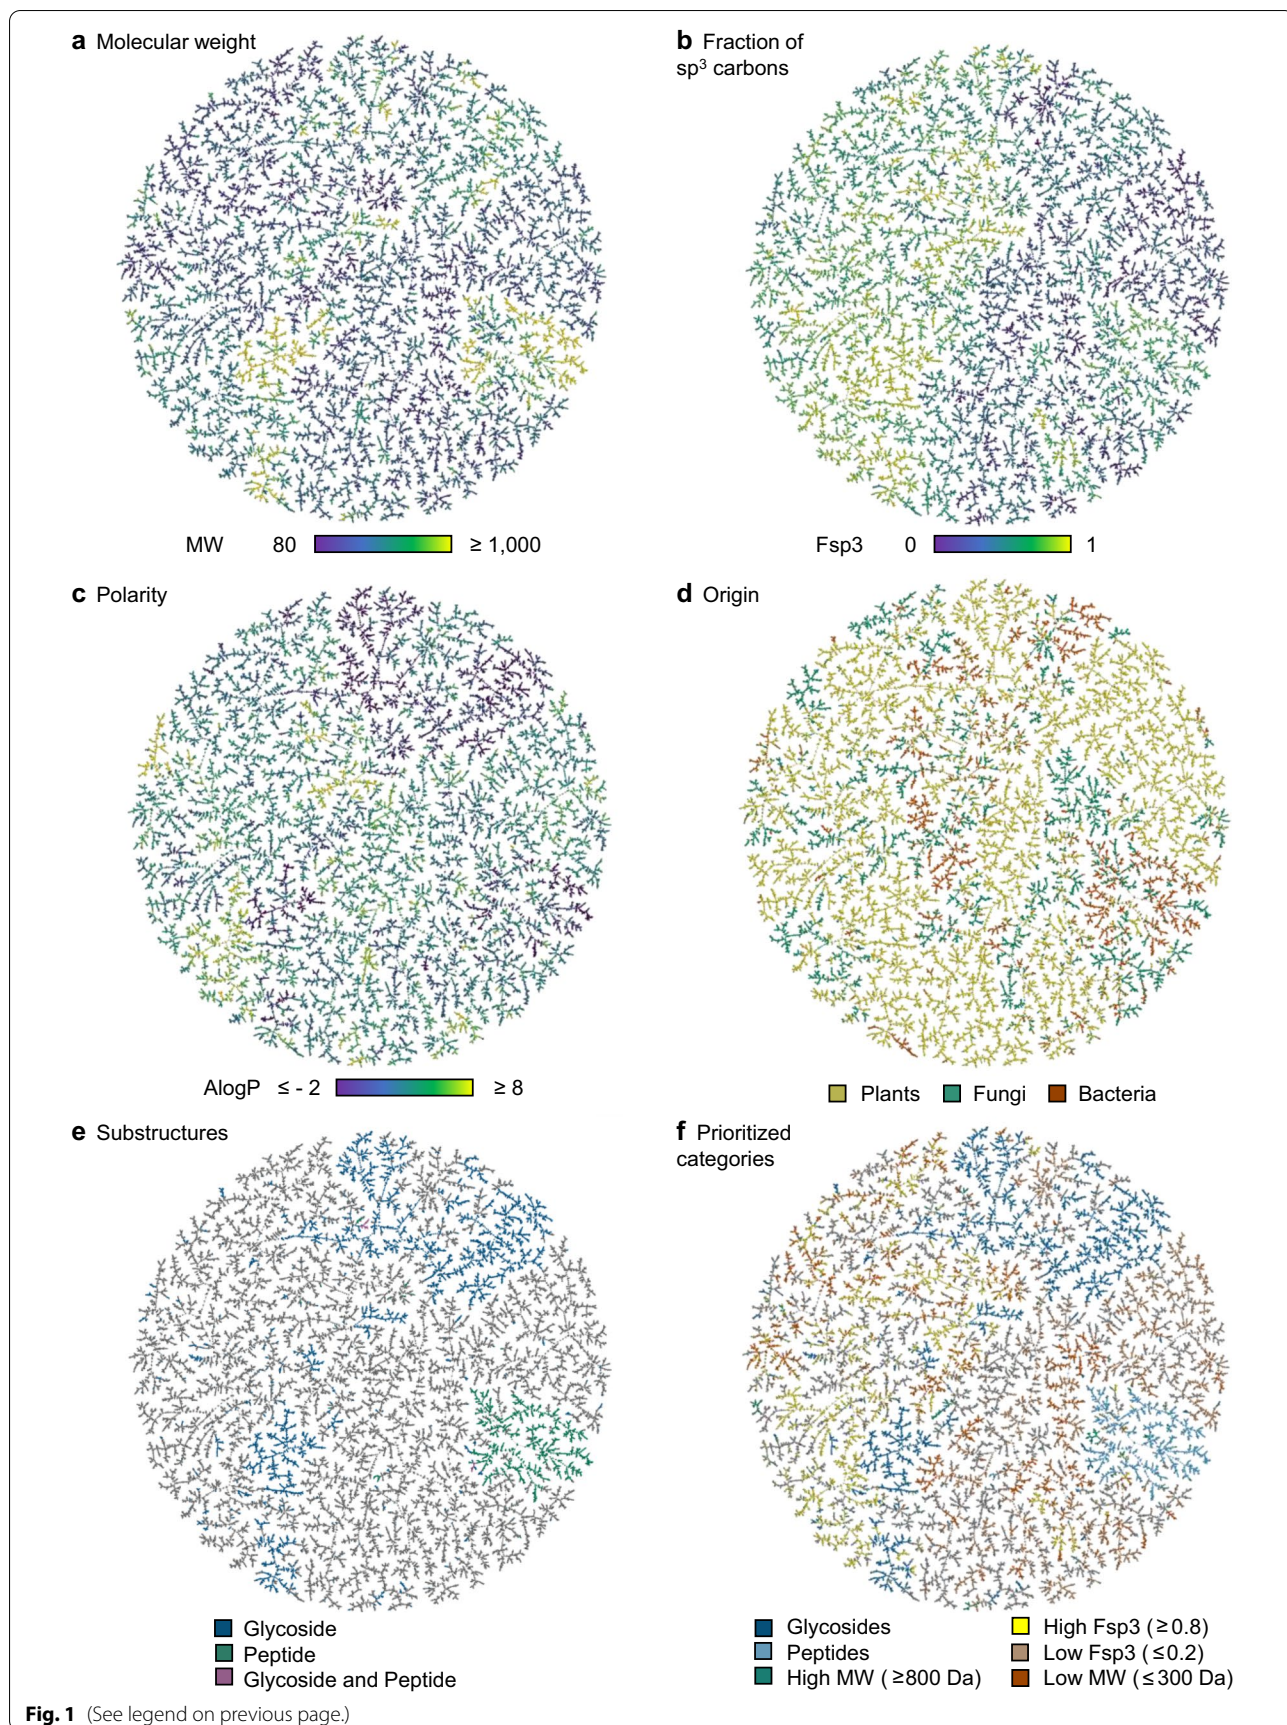 a Molecular weight
b Fraction of
sp³ carbons
MW 80 ≥ 1,000
Fsp3 0 1
c Polarity
d Origin
AlogP ≤ - 2 ≥ 8
Plants Fungi Bacteria
e Substructures
f Prioritized
categories
Glycoside
Peptide
Glycoside and Peptide
Glycosides
Peptides
High MW (≥800 Da)
High Fsp3 (≥0.8)
Low Fsp3 (≤0.2)
Low MW (≤300 Da)
Fig. 1 (See legend on previous page.)